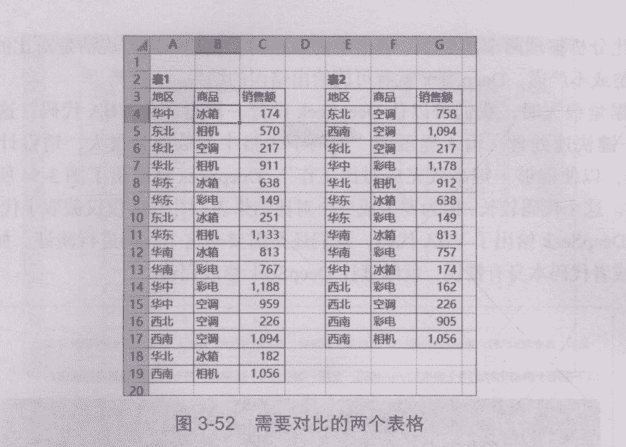 A B C D E F G
1
2 表1 表2
3 地区 商品 销售额 地区 商品 销售额
4 华中 冰箱 174 东北 空调 758
5 东北 相机 570 西南 空调 1,094
6 华北 空调 217 华北 空调 217
7 华北 相机 911 华中 彩电 1,178
8 华东 冰箱 638 华北 相机 912
9 华东 彩电 149 华东 冰箱 638
10 东北 冰箱 251 华东 彩电 149
11 华东 相机 1,133 华南 冰箱 813
12 华南 冰箱 813 华南 彩电 757
13 华南 彩电 767 华中 冰箱 174
14 华中 彩电 1,188 西北 彩电 162
15 华中 空调 959 西北 空调 226
16 西北 空调 226 西南 彩电 905
17 西南 空调 1,094 西南 相机 1,056
18 华北 冰箱 182
19 西南 相机 1,056
20
图 3-52 需要对比的两个表格